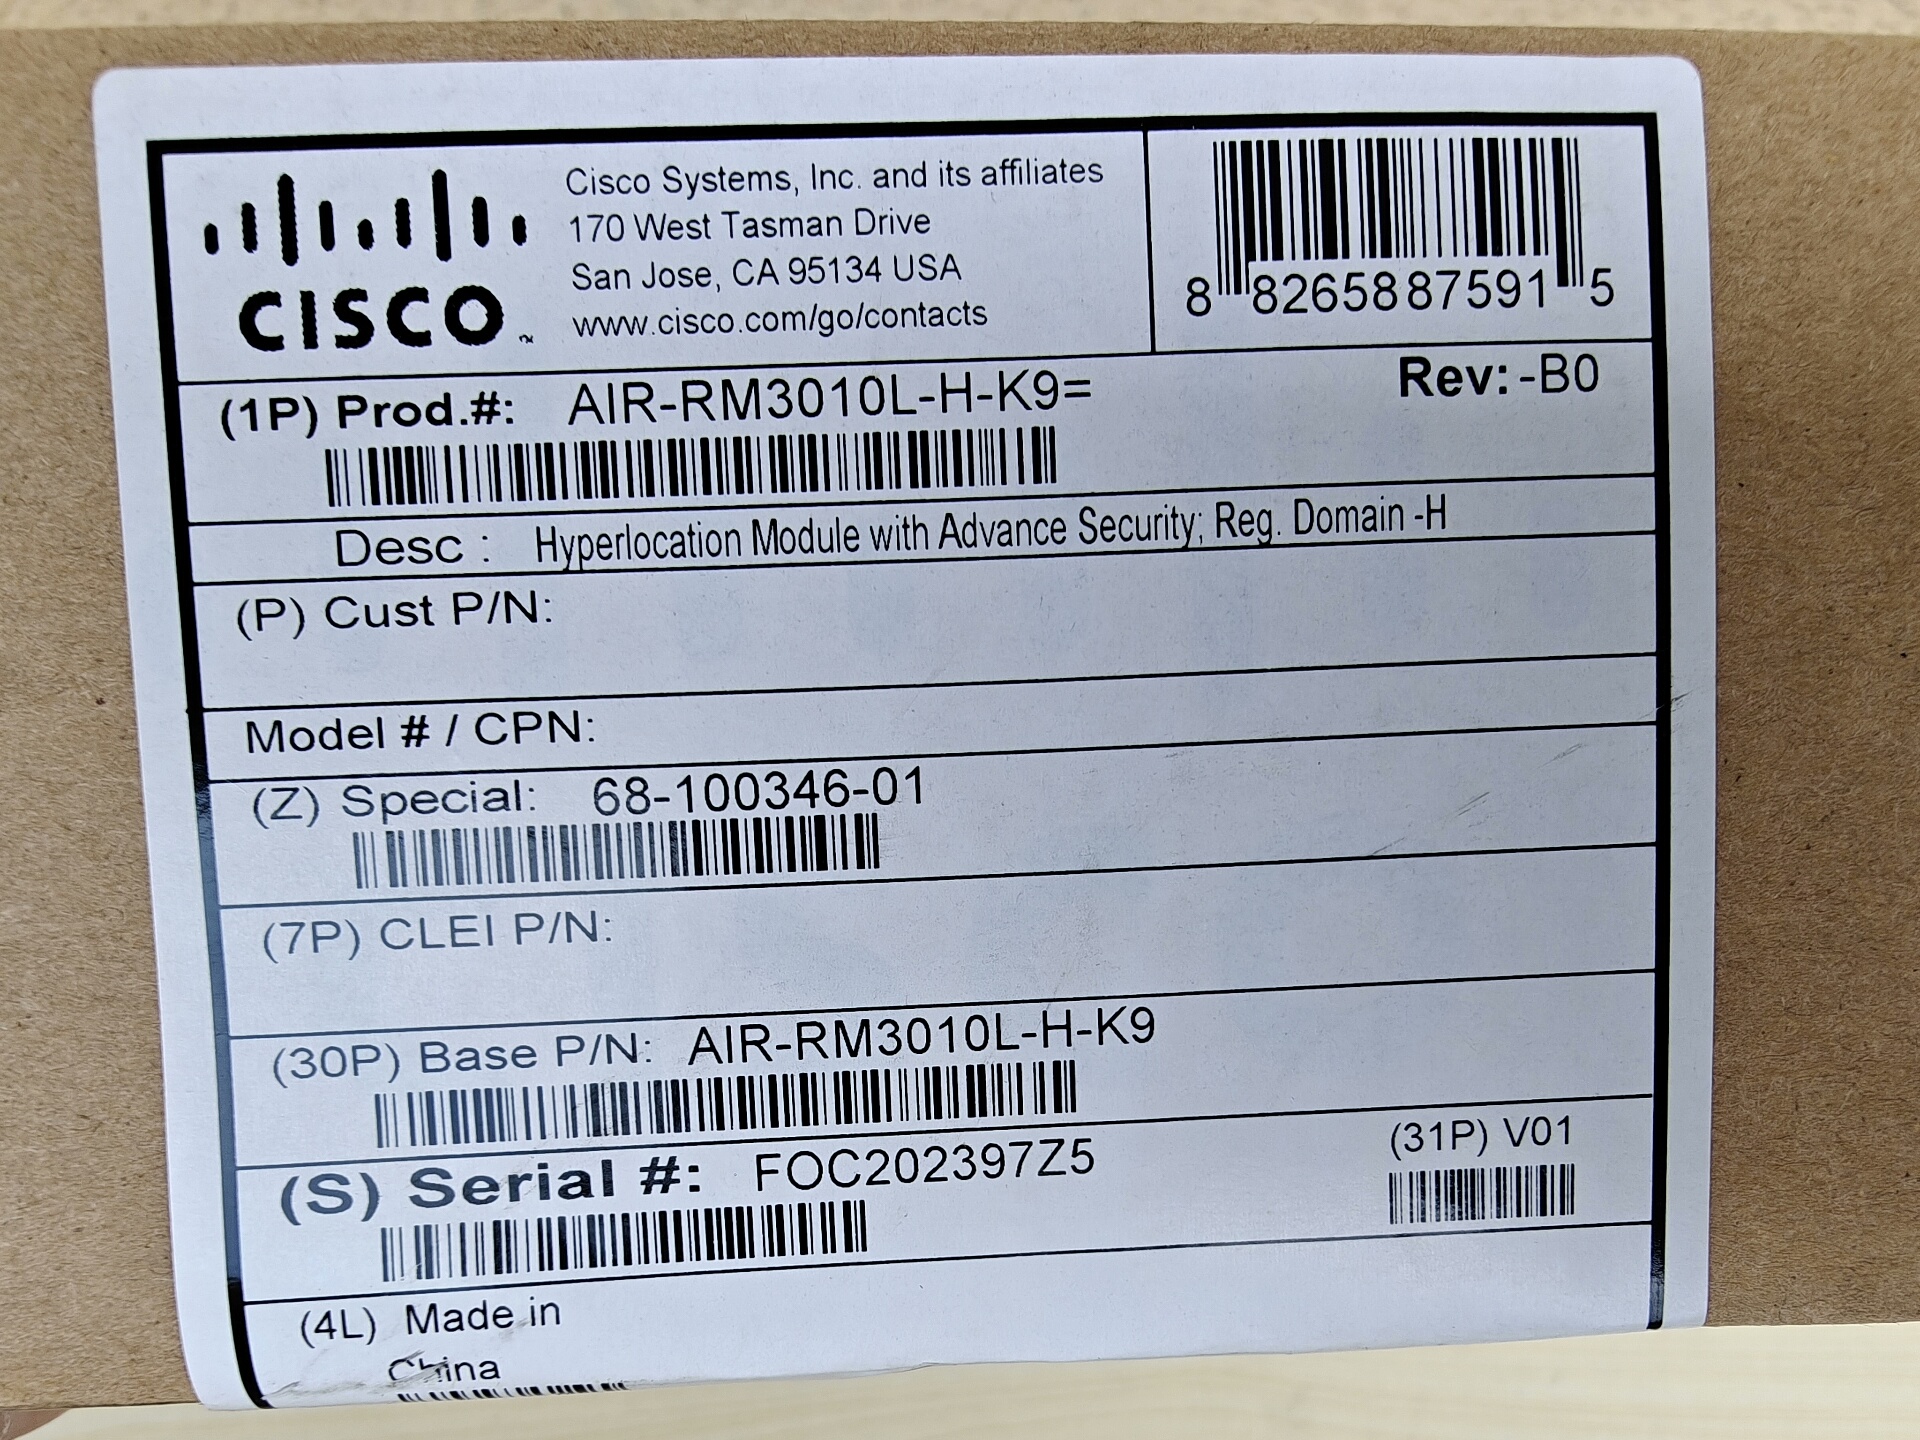 CISCO
Cisco Systems, Inc. and its affiliates
170 West Tasman Drive
San Jose, CA 95134 USA
www.cisco.com/go/contacts
8 8265887591 5
(1P) Prod.#: AIR-RM3010L-H-K9= Rev: -B0
Desc : Hyperlocation Module with Advance Security; Reg. Domain -H
(P) Cust P/N:
Model # / CPN:
(Z) Special: 68-100346-01
(7P) CLEI P/N:
(30P) Base P/N: AIR-RM3010L-H-K9
(S) Serial #: FOC202397Z5 (31P) V01
(4L) Made in
China